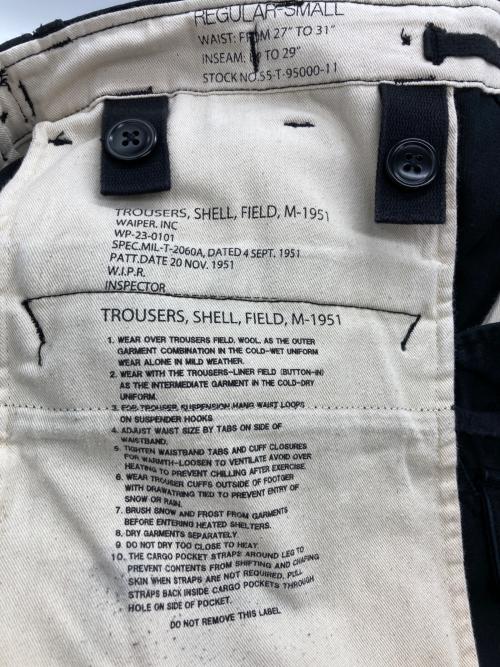 REGULAR-SMALL
WAIST: FROM 27" TO 31"
INSEAM: TO 29"
STOCK NO.55-T-95000-11
TROUSERS, SHELL, FIELD, M-1951
WAIPER. INC
WP-23-0101
SPEC.MIL-T-2060A, DATED 4 SEPT. 1951
PATT.DATE 20 NOV. 1951
W.I.P.R.
INSPECTOR
TROUSERS, SHELL, FIELD, M-1951
1. WEAR OVER TROUSERS FIELD, WOOL, AS THE OUTER
GARMENT COMBINATION IN THE COLD-WET UNIFORM
WEAR ALONE IN MILD WEATHER.
2. WEAR WITH THE TROUSERS-LINER FIELD (BUTTON-IN)
AS THE INTERMEDIATE GARMENT IN THE COLD-DRY
UNIFORM.
3. FOR TROUSER, SUSPENSION HANG WAIST LOOPS
ON SUSPENDER HOOKS
4. ADJUST WAIST SIZE BY TABS ON SIDE OF
WAISTBAND.
5. TIGHTEN WAISTBAND TABS AND CUFF CLOSURES
FOR WARMTH-LOOSEN TO VENTILATE AVOID OVER
HEATING TO PREVENT CHILLING AFTER EXERCISE.
6. WEAR TROUSER CUFFS OUTSIDE OF FOOTGER
WITH DRAWATRING TIED TO PREVENT ENTRY OF
SNOW OR RAIN.
7. BRUSH SNOW AND FROST FROM GARMENTS
BEFORE ENTERING HEATED SHELTERS.
8. DRY GARMENTS SEPARATELY.
9. DO NOT DRY TOO CLOSE TO HEAT
10. THE CARGO POCKET STRAPS AROUND LEG TO
PREVENT CONTENTS FROM SHIFTING AND CHAFING
SKIN WHEN STRAPS ARE NOT REQUIRED, PULL
STRAPS BACK INSIDE CARGO POCKETS THROUGH
HOLE ON SIDE OF POCKET.
DO NOT REMOVE THIS LABEL